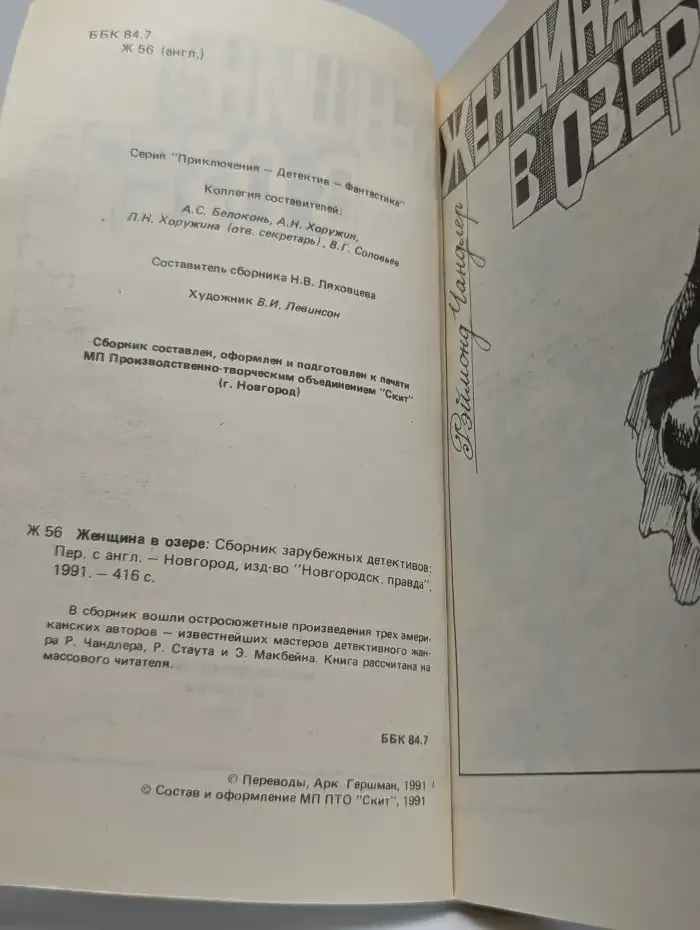 ББК 84.7
Ж 56 (англ.)
Серия "Приключения — Детектив — Фантастика"
Коллегия составителей:
А.С. Белоконь, А.Н. Хоружин,
Л.Н. Хоружина (отв. секретарь), В.Г. Соловьев
Составитель сборника Н.В. Ляховцева
Художник В.И. Левинсон
Сборник составлен, оформлен и подготовлен к печати
МП Производственно-творческим объединением "Скит"
(г. Новгород)
Ж 56 Женщина в озере: Сборник зарубежных детективов:
Пер. с англ. — Новгород, изд-во "Новгородск. правда",
1991. — 416 с.
В сборник вошли остросюжетные произведения трех амери-
канских авторов — известнейших мастеров детективного жан-
ра Р. Чандлера, Р. Стаута и Э. Макбейна. Книга рассчитана на
массового читателя.
ББК 84.7
© Переводы, Арк. Гершман, 1991
© Состав и оформление МП ПТО "Скит", 1991
ЖЕНЩИНА
В ОЗЕР
Рэймонд Чандлер